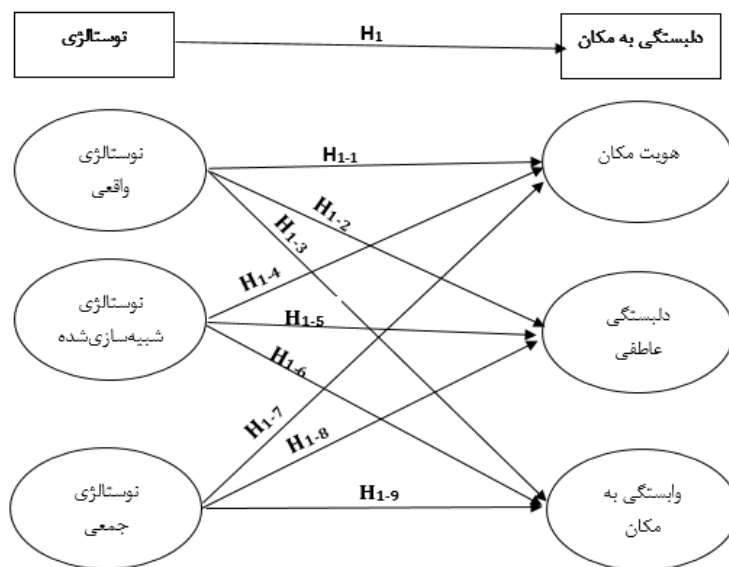 نوستالژی
H1
دلبستگی به مکان
نوستالژی
واقعی
H1-1
هویت مکان
H1-2
H1-3
نوستالژی
شبیه‌سازی‌شده
H1-4
H1-5
H1-6
دلبستگی
عاطفی
نوستالژی
جمعی
H1-7
H1-8
H1-9
وابستگی به
مکان